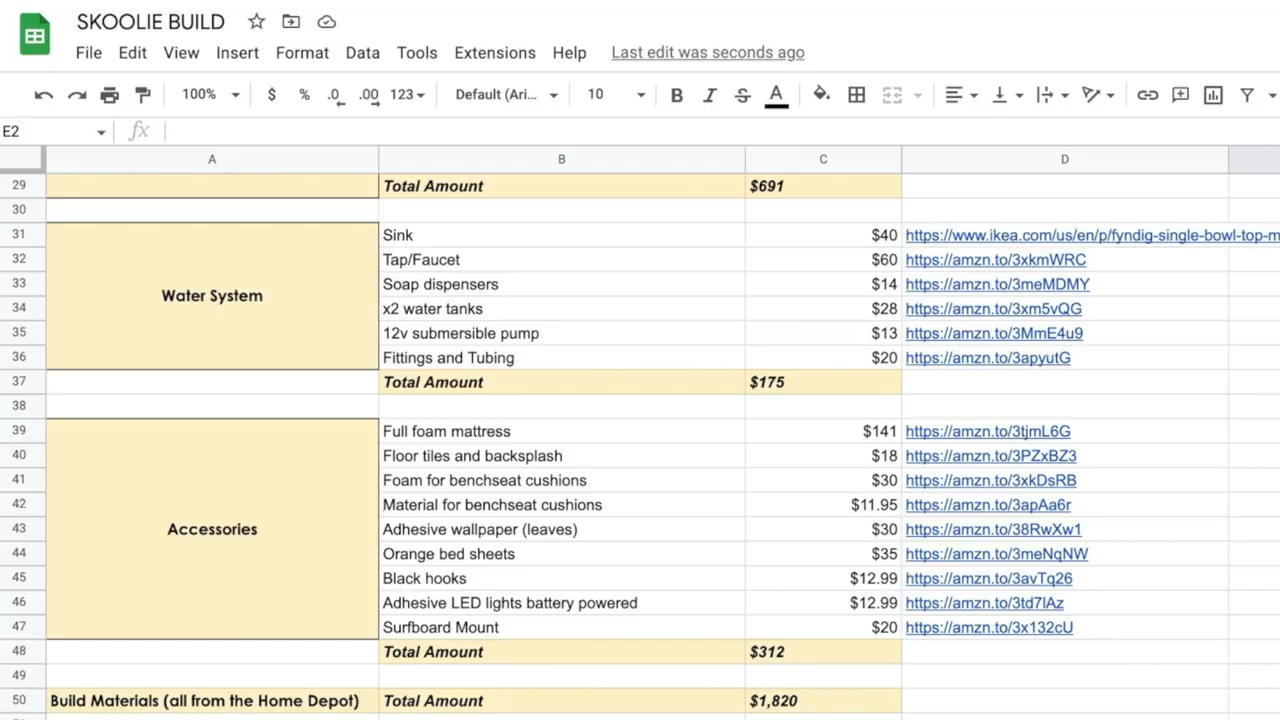 SKOOLIE BUILD
File Edit View Insert Format Data Tools Extensions Help Last edit was seconds ago
100% $ % .0 .00 123 Default (Ari... 10 B I S A
E2 fx
A B C D
29 Total Amount $691
30
31 Sink $40 https://www.ikea.com/us/en/p/fyndig-single-bowl-top-m
32 Tap/Faucet $60 https://amzn.to/3xkmWRC
33 Soap dispensers $14 https://amzn.to/3meMDMY
Water System
34 x2 water tanks $28 https://amzn.to/3xm5vQG
35 12v submersible pump $13 https://amzn.to/3MmE4u9
36 Fittings and Tubing $20 https://amzn.to/3apyutG
37 Total Amount $175
38
39 Full foam mattress $141 https://amzn.to/3tjmL6G
40 Floor tiles and backsplash $18 https://amzn.to/3PZxBZ3
41 Foam for benchseat cushions $30 https://amzn.to/3xkDsRB
42 Material for benchseat cushions $11.95 https://amzn.to/3apAa6r
43 Accessories Adhesive wallpaper (leaves) $30 https://amzn.to/38RwXw1
44 Orange bed sheets $35 https://amzn.to/3meNqNW
45 Black hooks $12.99 https://amzn.to/3avTq26
46 Adhesive LED lights battery powered $12.99 https://amzn.to/3td7lAz
47 Surfboard Mount $20 https://amzn.to/3x132cU
48 Total Amount $312
49
50 Build Materials (all from the Home Depot) Total Amount $1,820